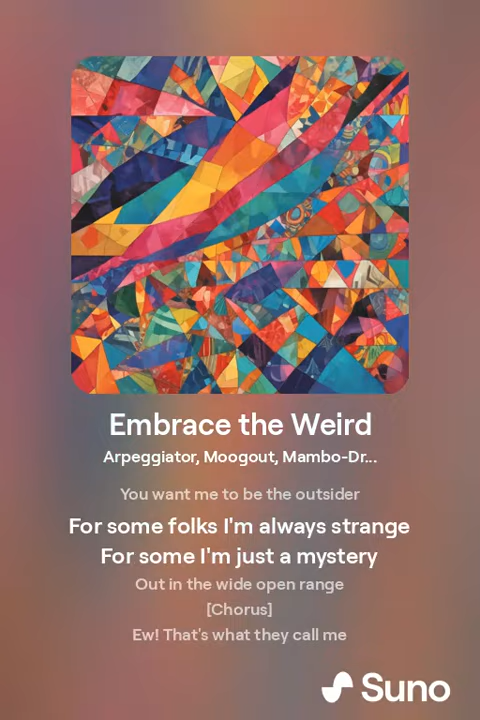 Embrace the Weird
Arpeggiator, Moogout, Mambo-Dr...
You want me to be the outsider
For some folks I'm always strange
For some I'm just a mystery
Out in the wide open range
[Chorus]
Ew! That's what they call me
Suno